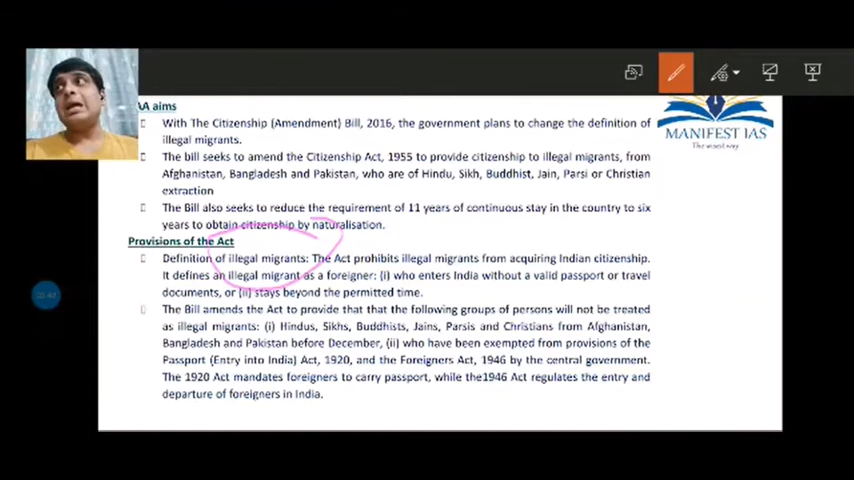 AA aims
With The Citizenship (Amendment) Bill, 2016, the government plans to change the definition of
illegal migrants.
The bill seeks to amend the Citizenship Act, 1955 to provide citizenship to illegal migrants, from
Afghanistan, Bangladesh and Pakistan, who are of Hindu, Sikh, Buddhist, Jain, Parsi or Christian
extraction
The Bill also seeks to reduce the requirement of 11 years of continuous stay in the country to six
years to obtain citizenship by naturalisation.
Provisions of the Act
Definition of illegal migrants: The Act prohibits illegal migrants from acquiring Indian citizenship.
It defines an illegal migrant as a foreigner: (i) who enters India without a valid passport or travel
documents, or (ii) stays beyond the permitted time.
The Bill amends the Act to provide that that the following groups of persons will not be treated
as illegal migrants: (i) Hindus, Sikhs, Buddhists, Jains, Parsis and Christians from Afghanistan,
Bangladesh and Pakistan before December, (ii) who have been exempted from provisions of the
Passport (Entry into India) Act, 1920, and the Foreigners Act, 1946 by the central government.
The 1920 Act mandates foreigners to carry passport, while the1946 Act regulates the entry and
departure of foreigners in India.
MANIFEST IAS